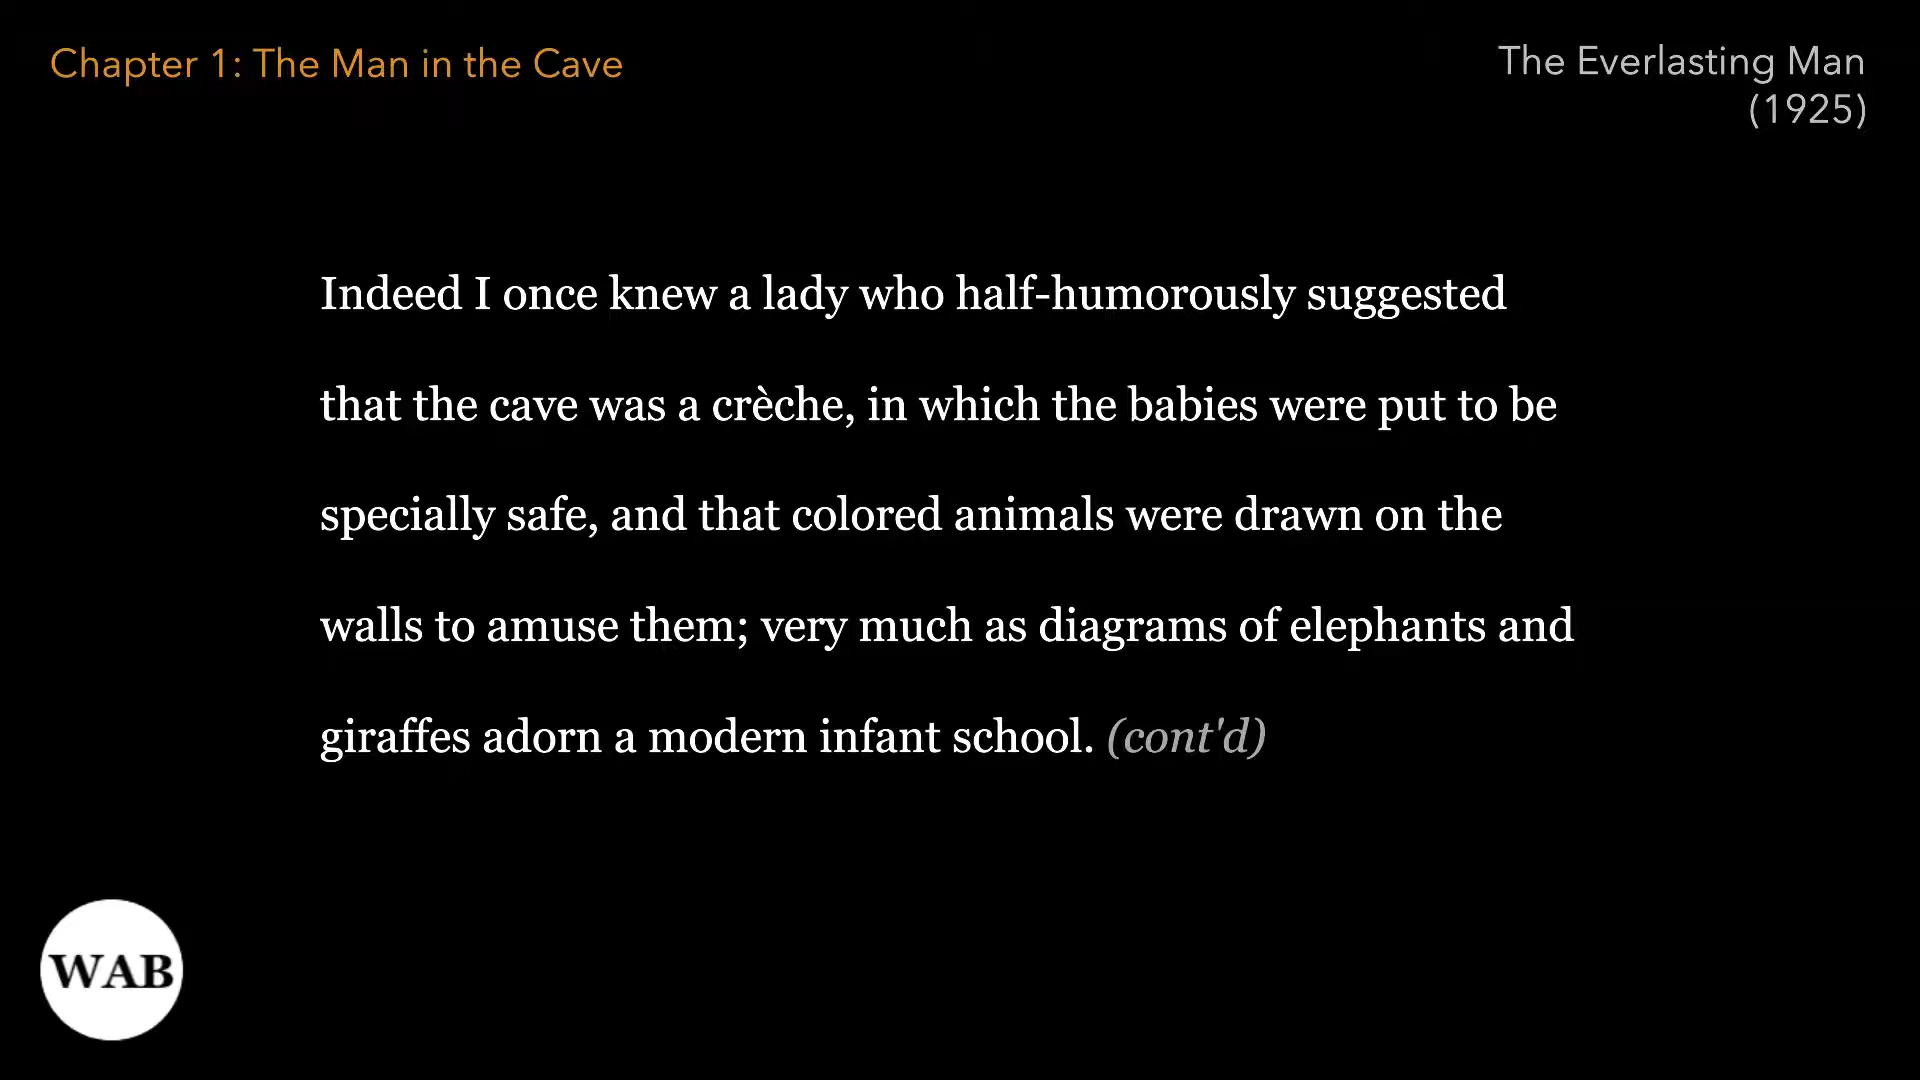 Chapter 1: The Man in the Cave
The Everlasting Man
(1925)
Indeed I once knew a lady who half-humorously suggested
that the cave was a crèche, in which the babies were put to be
specially safe, and that colored animals were drawn on the
walls to amuse them; very much as diagrams of elephants and
giraffes adorn a modern infant school. (cont'd)
WAB